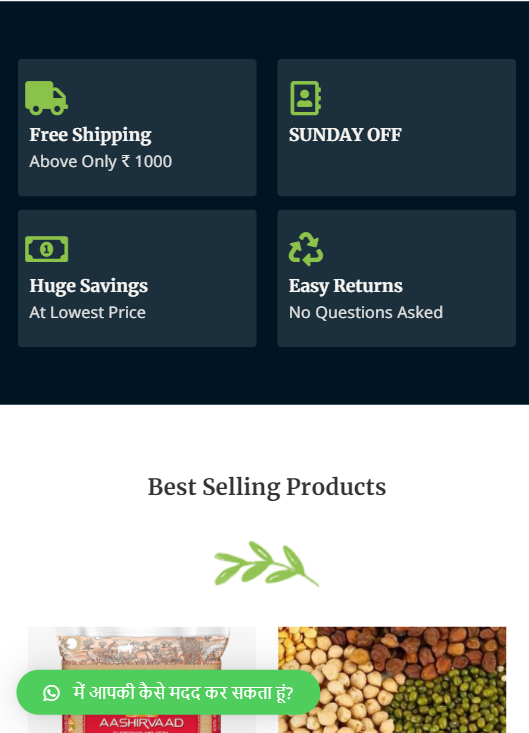 Free Shipping
Above Only ₹ 1000
SUNDAY OFF
Huge Savings
At Lowest Price
Easy Returns
No Questions Asked
Best Selling Products
में आपकी कैसे मदद कर सकता हूं?
AASHIRVAAD